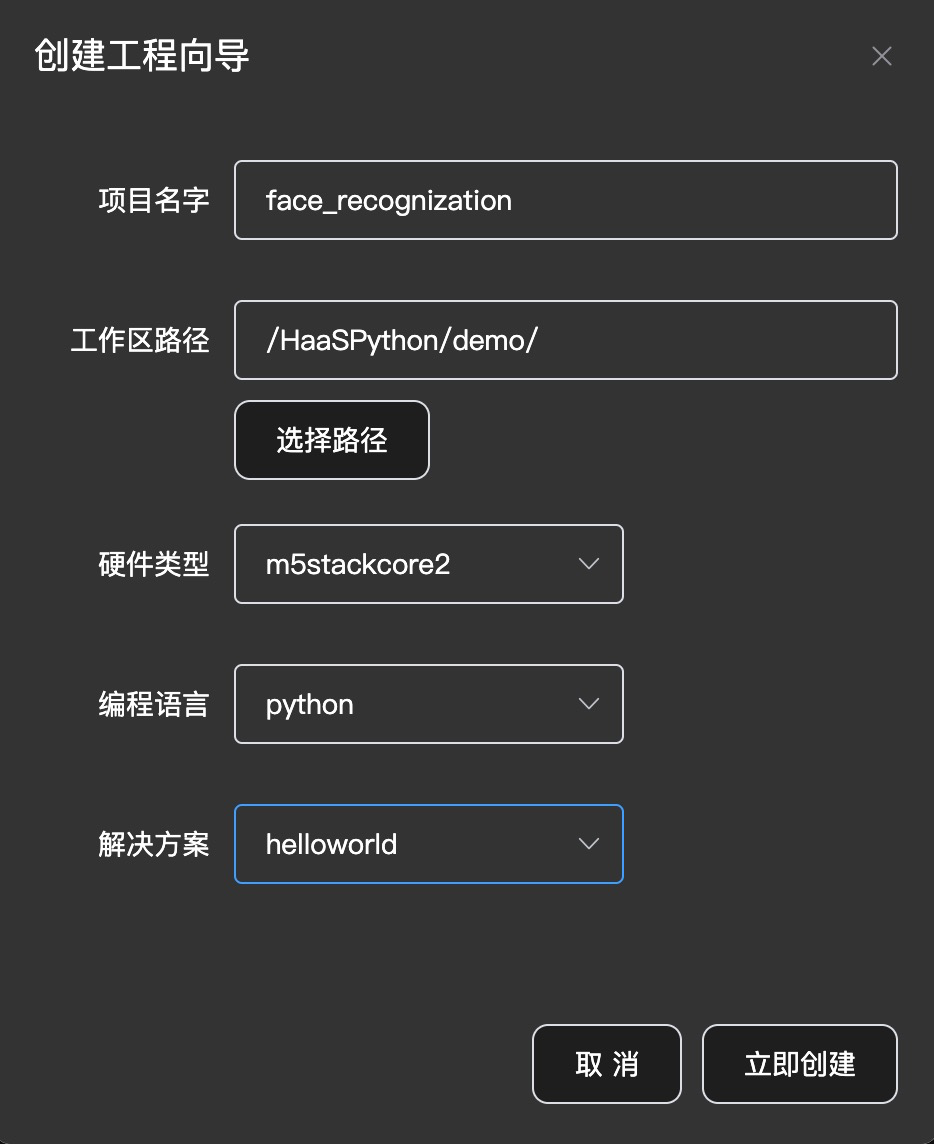 创建工程向导
项目名字 face_recognization
工作区路径 /HaaSPython/demo/
选择路径
硬件类型 m5stackcore2
编程语言 python
解决方案 helloworld
取 消 立即创建